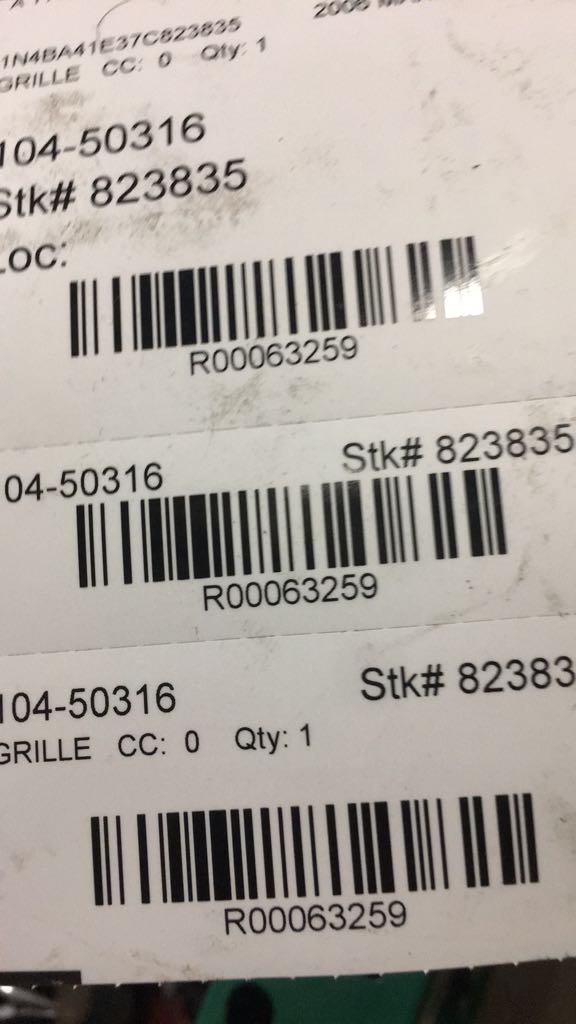 1N4BA41E37C823835
GRILLE CC: 0 Qty: 1
104-50316
Stk# 823835
Loc:
R00063259
04-50316 Stk# 823835
R00063259
104-50316 Stk# 82383
GRILLE CC: 0 Qty: 1
R00063259